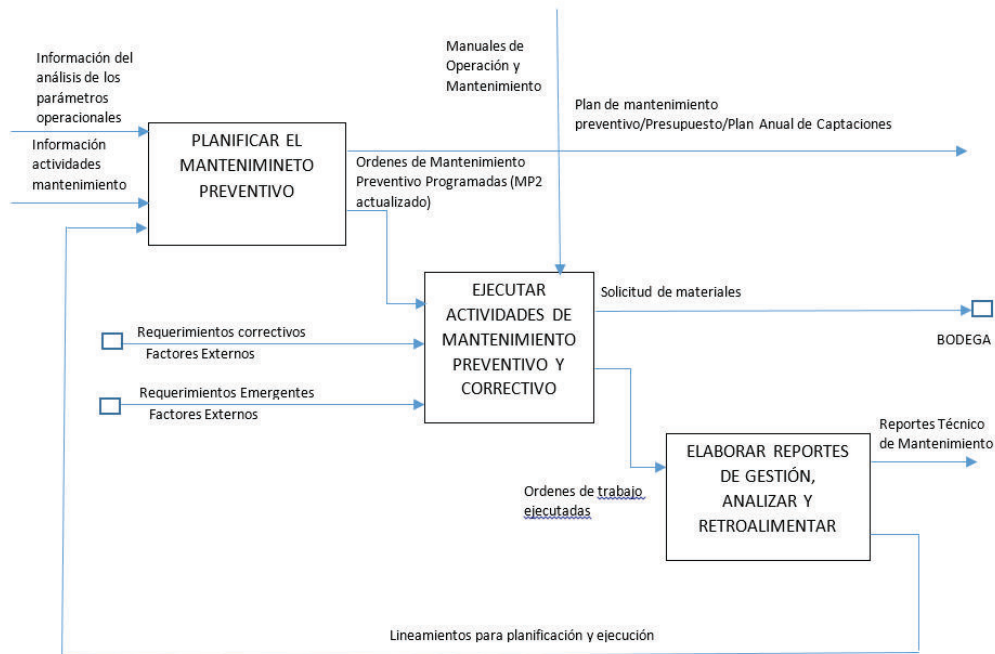 Información del
análisis de los
parámetros
operacionales
Información
actividades
mantenimiento
PLANIFICAR EL
MANTENIMINETO
PREVENTIVO
Manuales de
Operación y
Mantenimiento
Plan de mantenimiento
preventivo/Presupuesto/Plan Anual de Captaciones
Ordenes de Mantenimiento
Preventivo Programadas (MP2
actualizado)
EJECUTAR
ACTIVIDADES DE
MANTENIMIENTO
PREVENTIVO Y
CORRECTIVO
Solicitud de materiales
BODEGA
Requerimientos correctivos
Factores Externos
Requerimientos Emergentes
Factores Externos
Ordenes de trabajo
ejecutadas
ELABORAR REPORTES
DE GESTIÓN,
ANALIZAR Y
RETROALIMENTAR
Reportes Técnico
de Mantenimiento
Lineamientos para planificación y ejecución